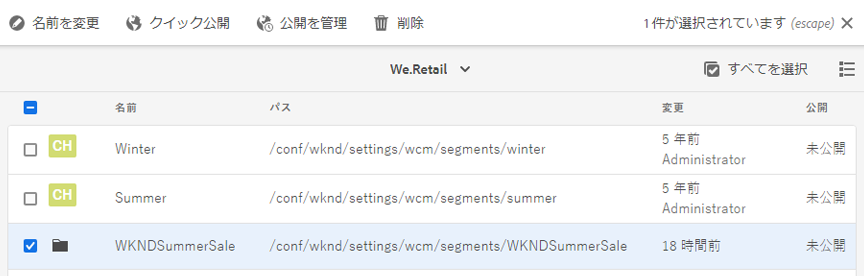 名前を変更 クイック公開 公開を管理 削除 1件が選択されています (escape)
We.Retail すべてを選択
名前 パス 変更 公開
CH Winter /conf/wknd/settings/wcm/segments/winter 5 年前 Administrator 未公開
CH Summer /conf/wknd/settings/wcm/segments/summer 5 年前 Administrator 未公開
WKNDSummerSale /conf/wknd/settings/wcm/segments/WKNDSummerSale 18 時間前 未公開